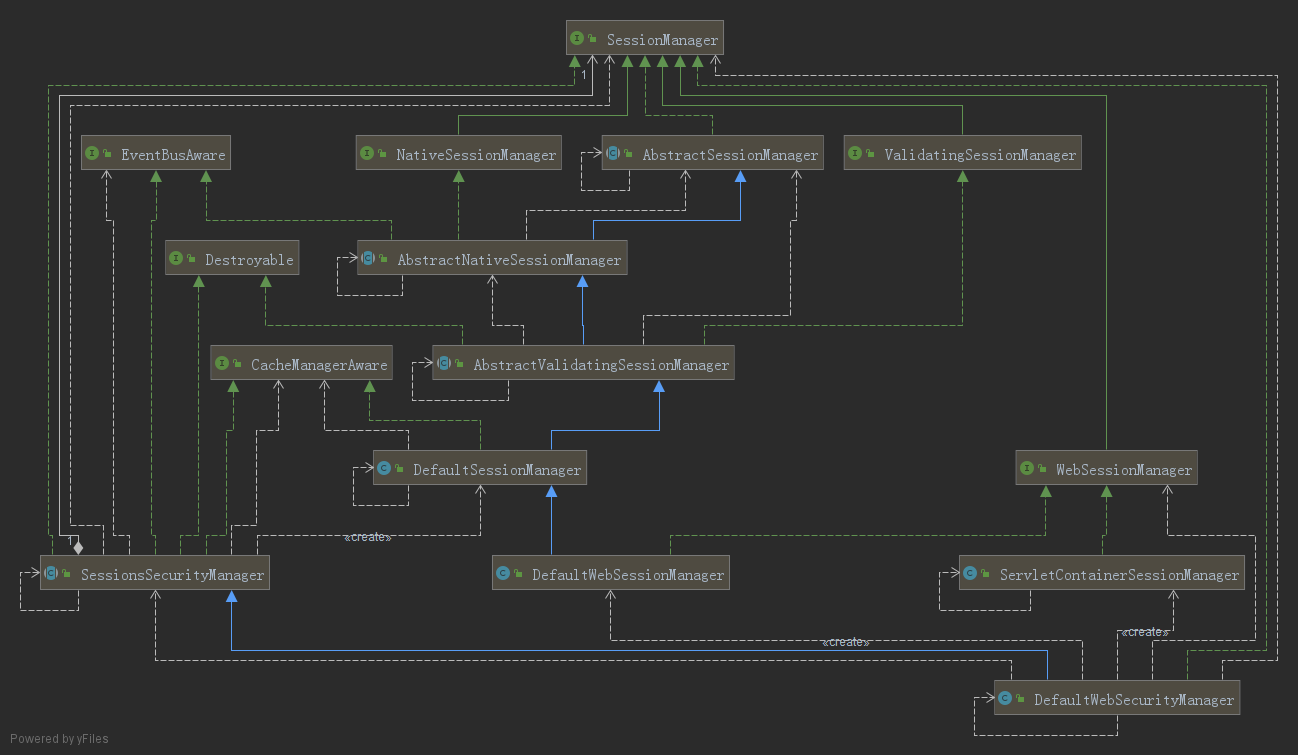 SessionManager
1
EventBusAware
NativeSessionManager
AbstractSessionManager
ValidatingSessionManager
Destroyable
AbstractNativeSessionManager
CacheManagerAware
AbstractValidatingSessionManager
DefaultSessionManager
WebSessionManager
1
«create»
SessionsSecurityManager
DefaultWebSessionManager
ServletContainerSessionManager
«create»
«create»
DefaultWebSecurityManager
Powered by yFiles